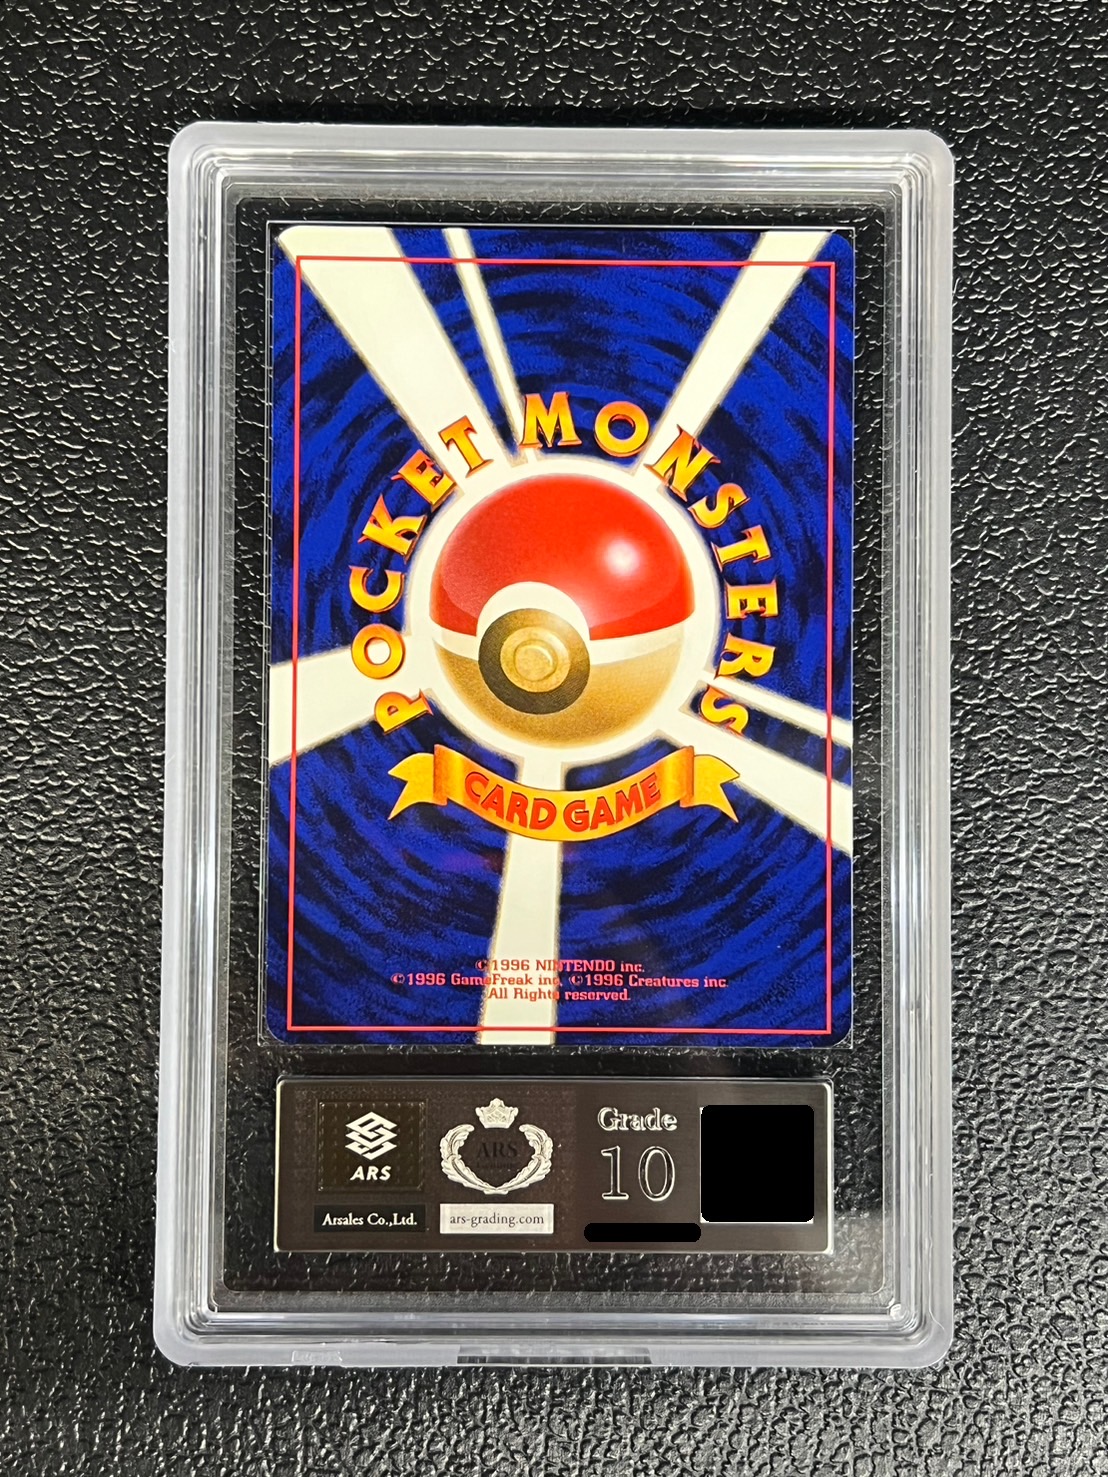 POCKET MONSTERS
CARD GAME
©1996 NINTENDO inc.
©1996 GameFreak inc. ©1996 Creatures inc.
All Rights reserved.
ARS
Arsales Co.,Ltd.
ARS
ars-grading.com
Grade
10